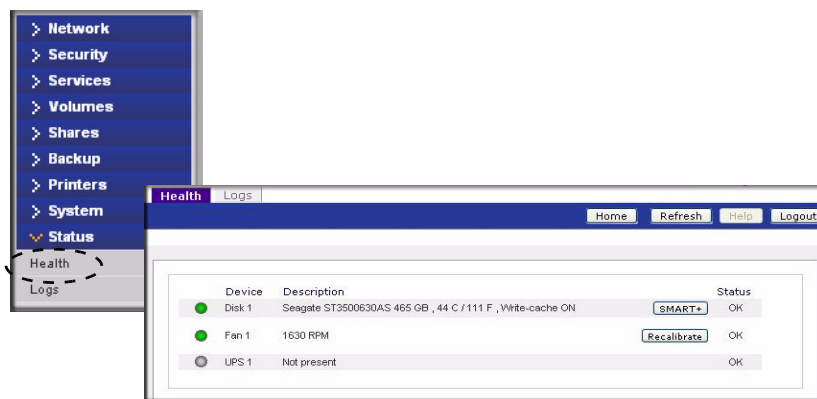 Network
Security
Services
Volumes
Shares
Backup
Printers
System
Status
Health
Logs
Health Logs
Home Refresh Help Logout
Device Description Status
Disk 1 Seagate ST3500630AS 465 GB , 44 C / 111 F , Write-cache ON SMART+ OK
Fan 1 1630 RPM Recalibrate OK
UPS 1 Not present OK